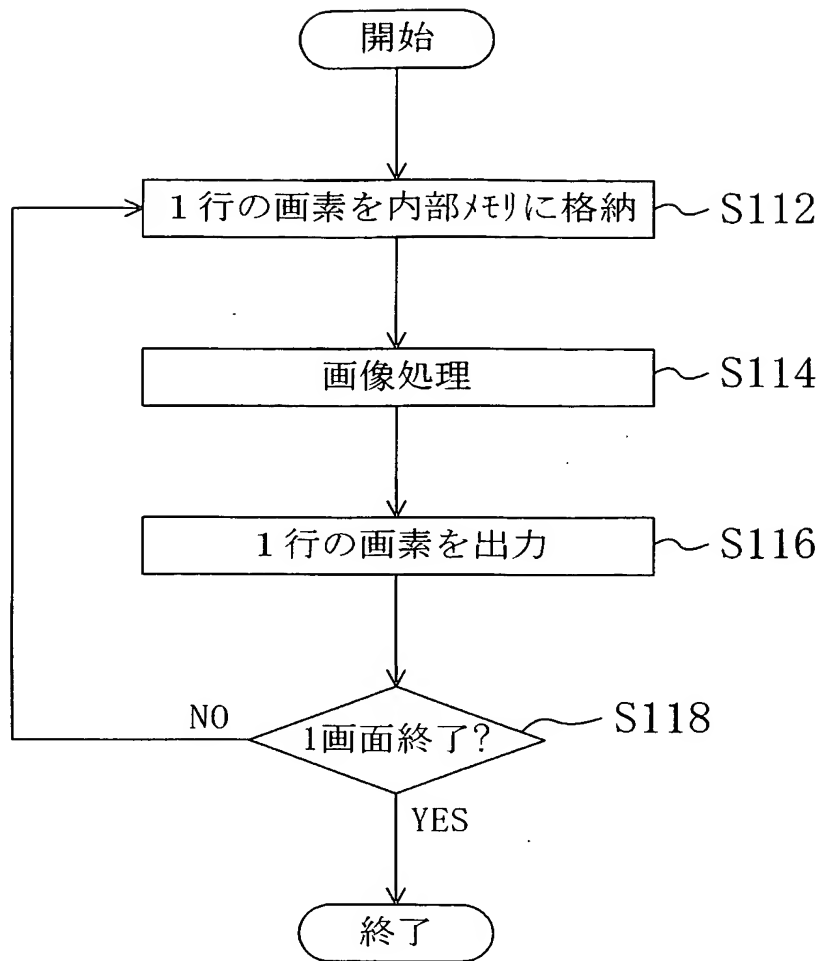 開始
1行の画素を内部メモリに格納
S112
画像処理
S114
1行の画素を出力
S116
NO
1画面終了?
S118
YES
終了